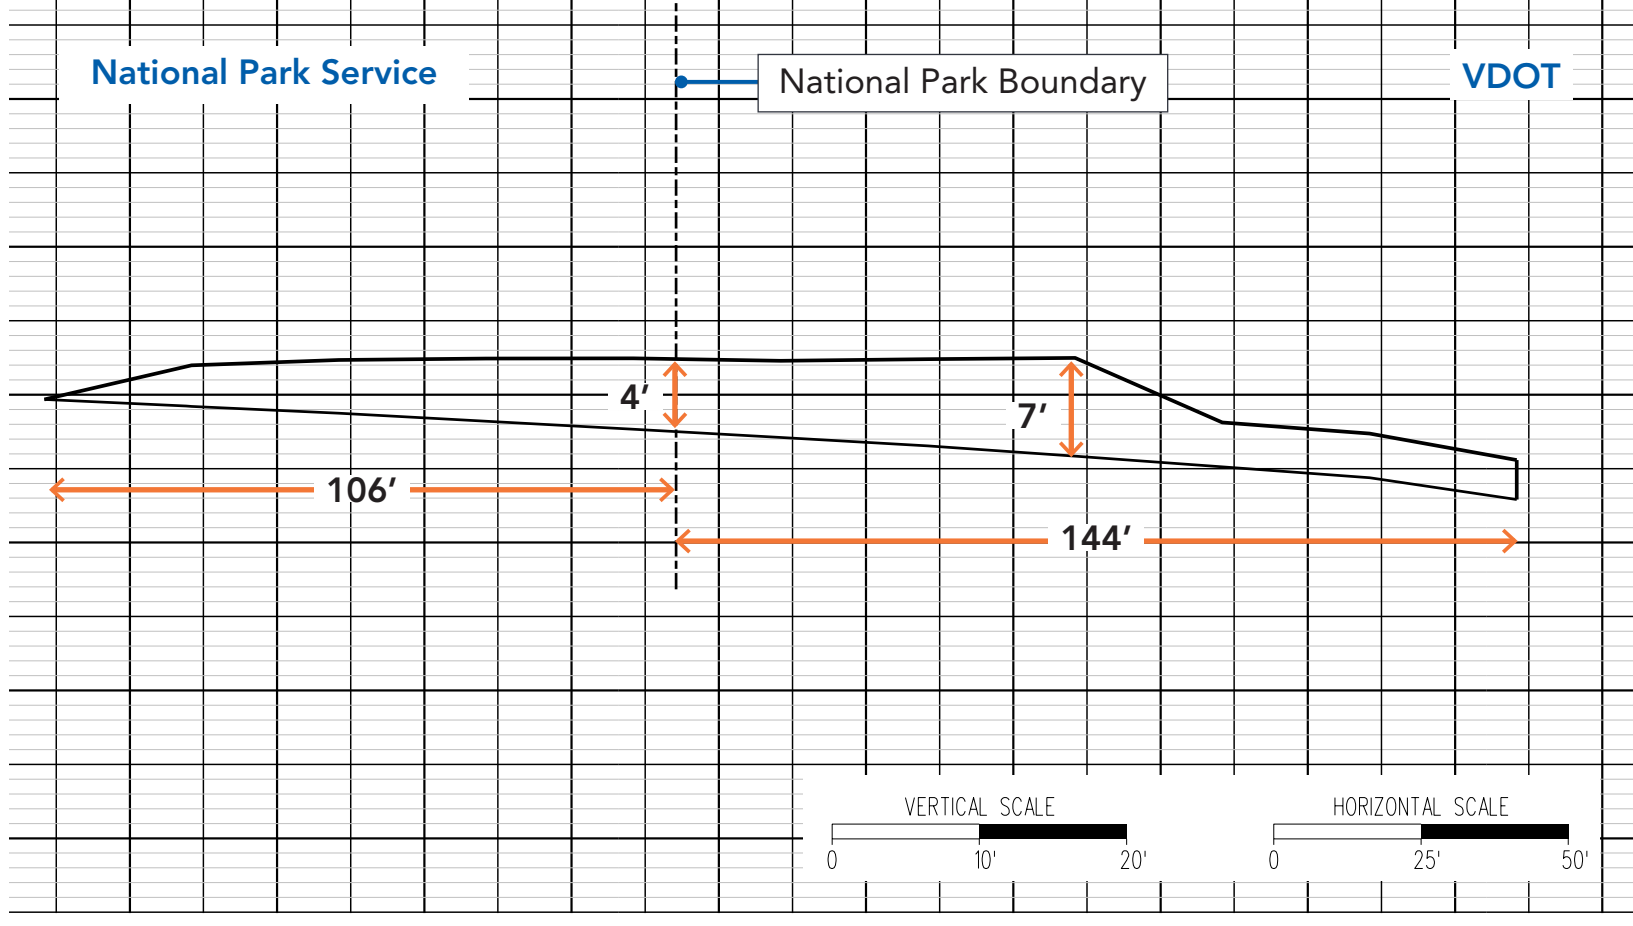 National Park Service
National Park Boundary
VDOT
4’
7’
106’
144’
VERTICAL SCALE
0 10' 20'
HORIZONTAL SCALE
0 25' 50'